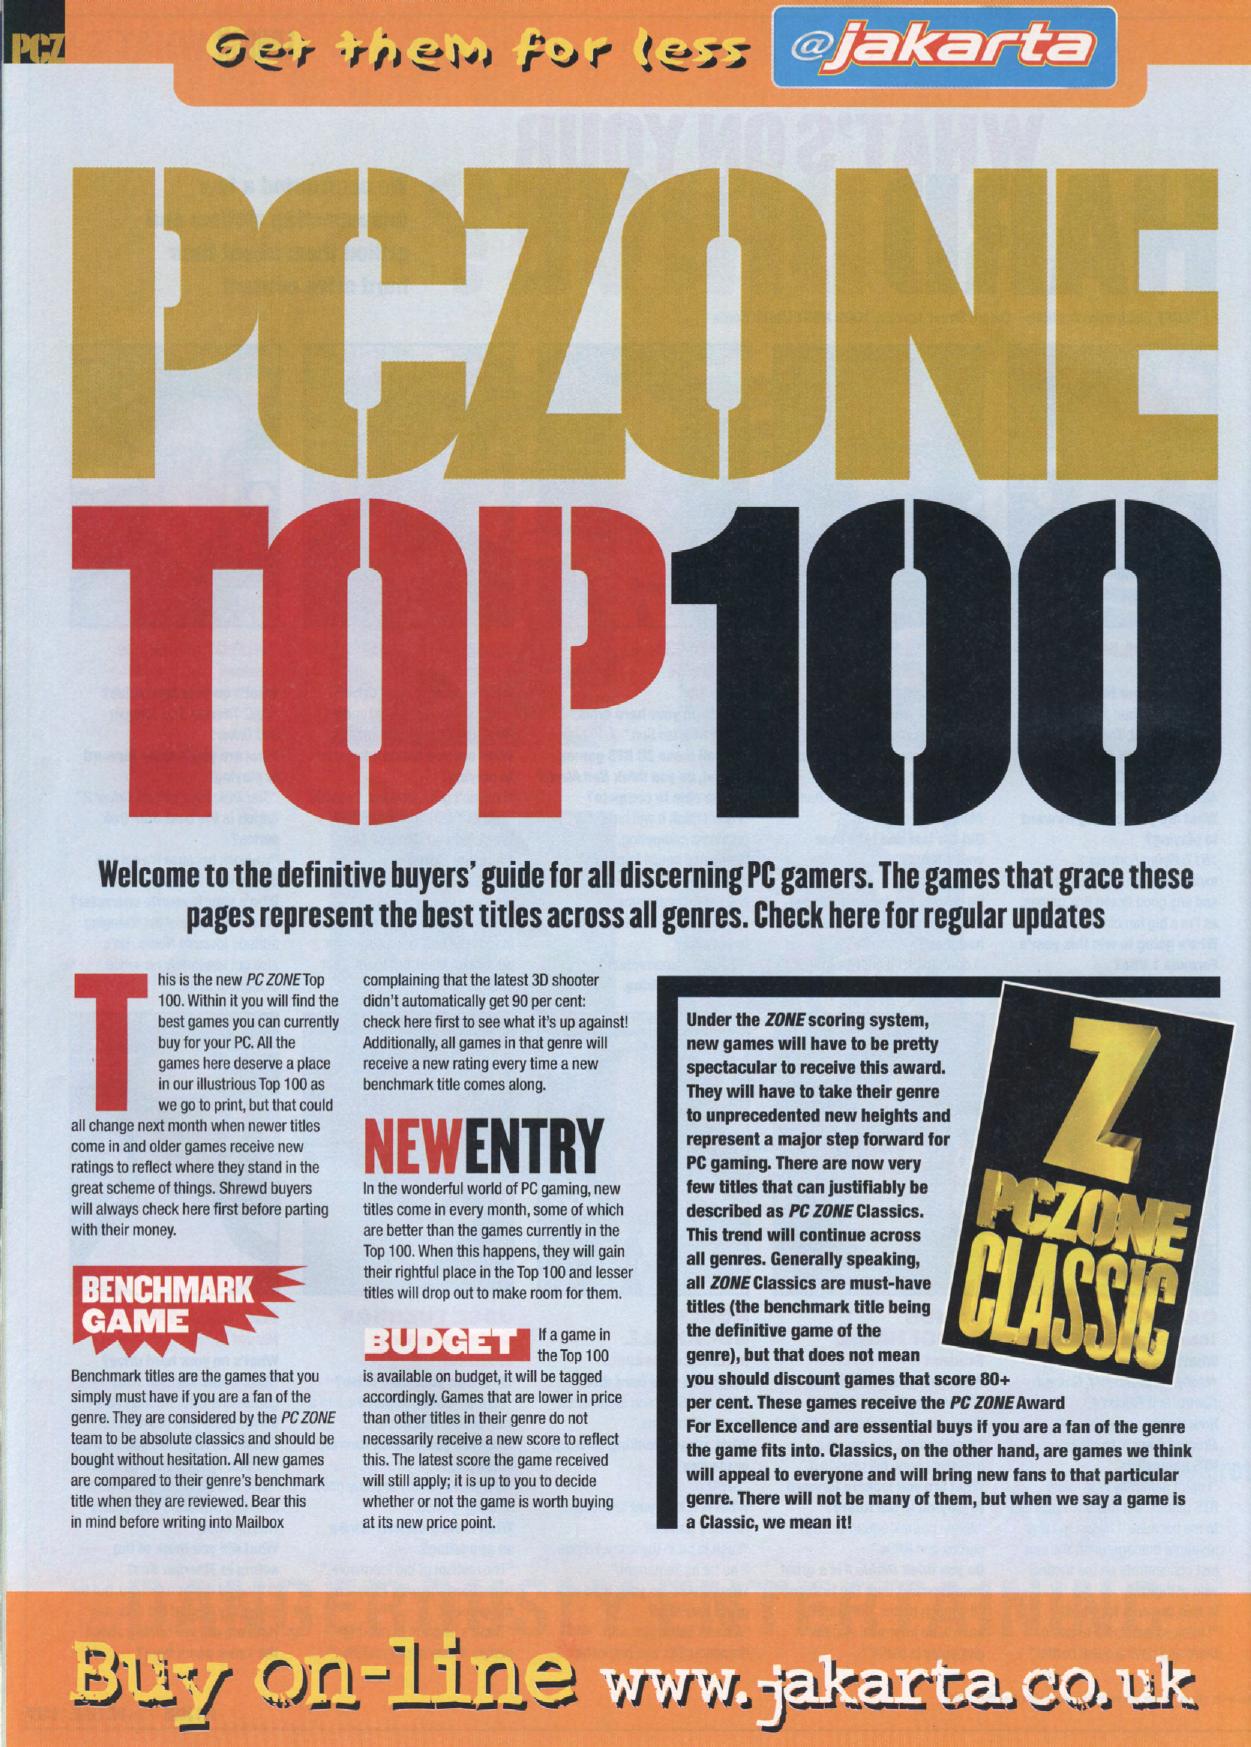 PCZ
Get them for less @jakarta
PCZONE
TOP100
Welcome to the definitive buyers' guide for all discerning PC gamers. The games that grace these
pages represent the best titles across all genres. Check here for regular updates
This is the new PC ZONE Top
100. Within it you will find the
best games you can currently
buy for your PC. All the
games here deserve a place
in our illustrious Top 100 as
we go to print, but that could
all change next month when newer titles
come in and older games receive new
ratings to reflect where they stand in the
great scheme of things. Shrewd buyers
will always check here first before parting
with their money.
BENCHMARK
GAME
Benchmark titles are the games that you
simply must have if you are a fan of the
genre. They are considered by the PC ZONE
team to be absolute classics and should be
bought without hesitation. All new games
are compared to their genre's benchmark
title when they are reviewed. Bear this
in mind before writing into Mailbox
complaining that the latest 3D shooter
didn't automatically get 90 per cent:
check here first to see what it's up against!
Additionally, all games in that genre will
receive a new rating every time a new
benchmark title comes along.
NEWENTRY
In the wonderful world of PC gaming, new
titles come in every month, some of which
are better than the games currently in the
Top 100. When this happens, they will gain
their rightful place in the Top 100 and lesser
titles will drop out to make room for them.
BUDGET If a game in
the Top 100
is available on budget, it will be tagged
accordingly. Games that are lower in price
than other titles in their genre do not
necessarily receive a new score to reflect
this. The latest score the game received
will still apply; it is up to you to decide
whether or not the game is worth buying
at its new price point.
Under the ZONE scoring system,
new games will have to be pretty
spectacular to receive this award.
They will have to take their genre
to unprecedented new heights and
represent a major step forward for
PC gaming. There are now very
few titles that can justifiably be
described as PC ZONE Classics.
This trend will continue across
all genres. Generally speaking,
all ZONE Classics are must-have
titles (the benchmark title being
the definitive game of the
genre), but that does not mean
you should discount games that score 80+
per cent. These games receive the PC ZONE Award
For Excellence and are essential buys if you are a fan of the genre
the game fits into. Classics, on the other hand, are games we think
will appeal to everyone and will bring new fans to that particular
genre. There will not be many of them, but when we say a game is
a Classic, we mean it!
Z
PCZONE
CLASSIC
Buy on-line www.jakarta.co.uk